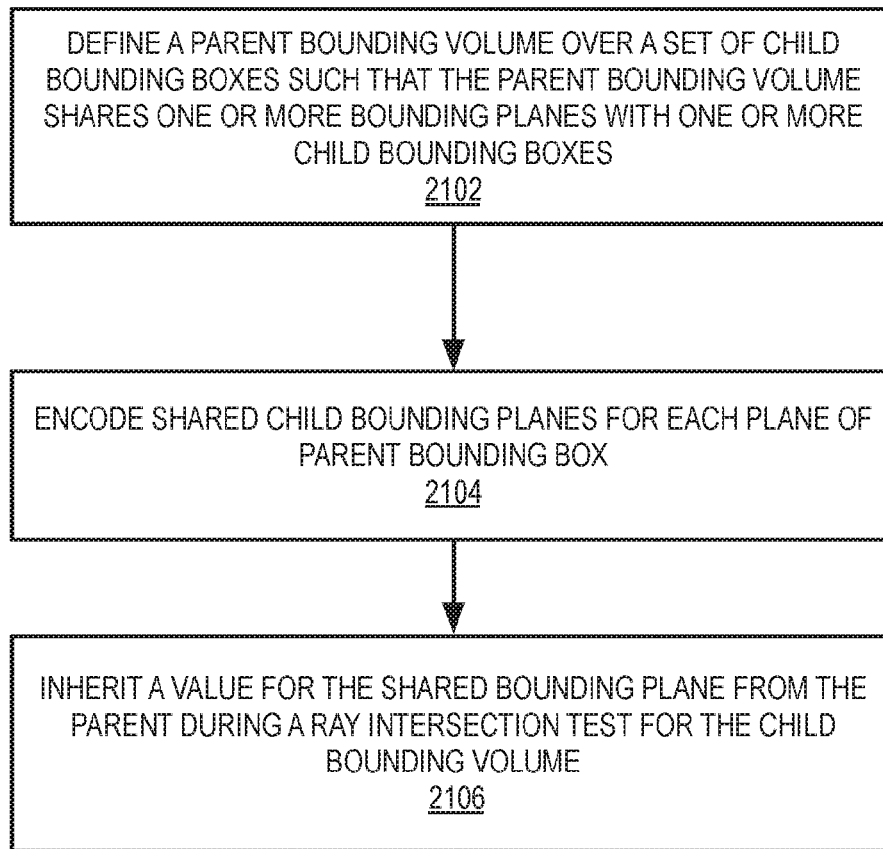 DEFINE A PARENT BOUNDING VOLUME OVER A SET OF CHILD
BOUNDING BOXES SUCH THAT THE PARENT BOUNDING VOLUME
SHARES ONE OR MORE BOUNDING PLANES WITH ONE OR MORE
CHILD BOUNDING BOXES
2102
ENCODE SHARED CHILD BOUNDING PLANES FOR EACH PLANE OF
PARENT BOUNDING BOX
2104
INHERIT A VALUE FOR THE SHARED BOUNDING PLANE FROM THE
PARENT DURING A RAY INTERSECTION TEST FOR THE CHILD
BOUNDING VOLUME
2106